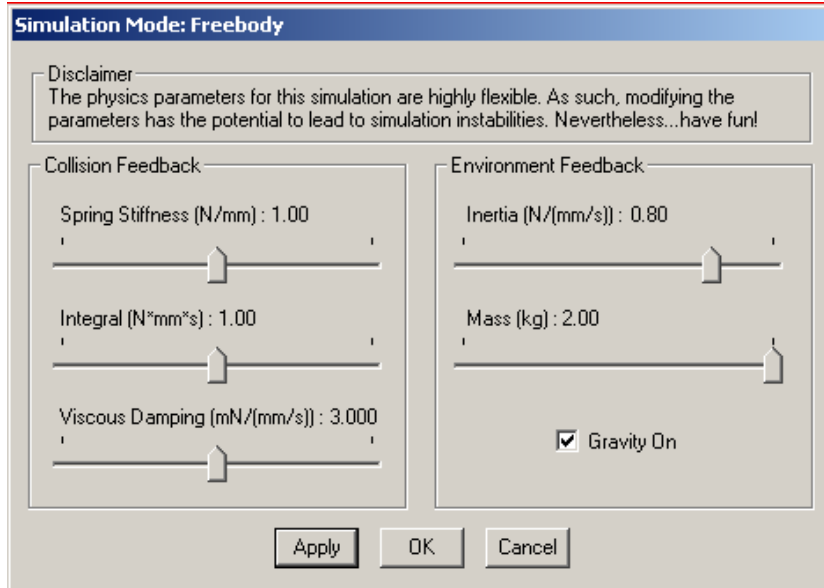 Simulation Mode: Freebody
Disclaimer
The physics parameters for this simulation are highly flexible. As such, modifying the
parameters has the potential to lead to simulation instabilities. Nevertheless...have fun!
Collision Feedback
Spring Stiffness (N/mm) : 1.00
Integral (N*mm*s) : 1.00
Viscous Damping (mN/(mm/s)) : 3.000
Environment Feedback
Inertia (N/(mm/s)) : 0.80
Mass (kg) : 2.00
Gravity On
Apply
OK
Cancel